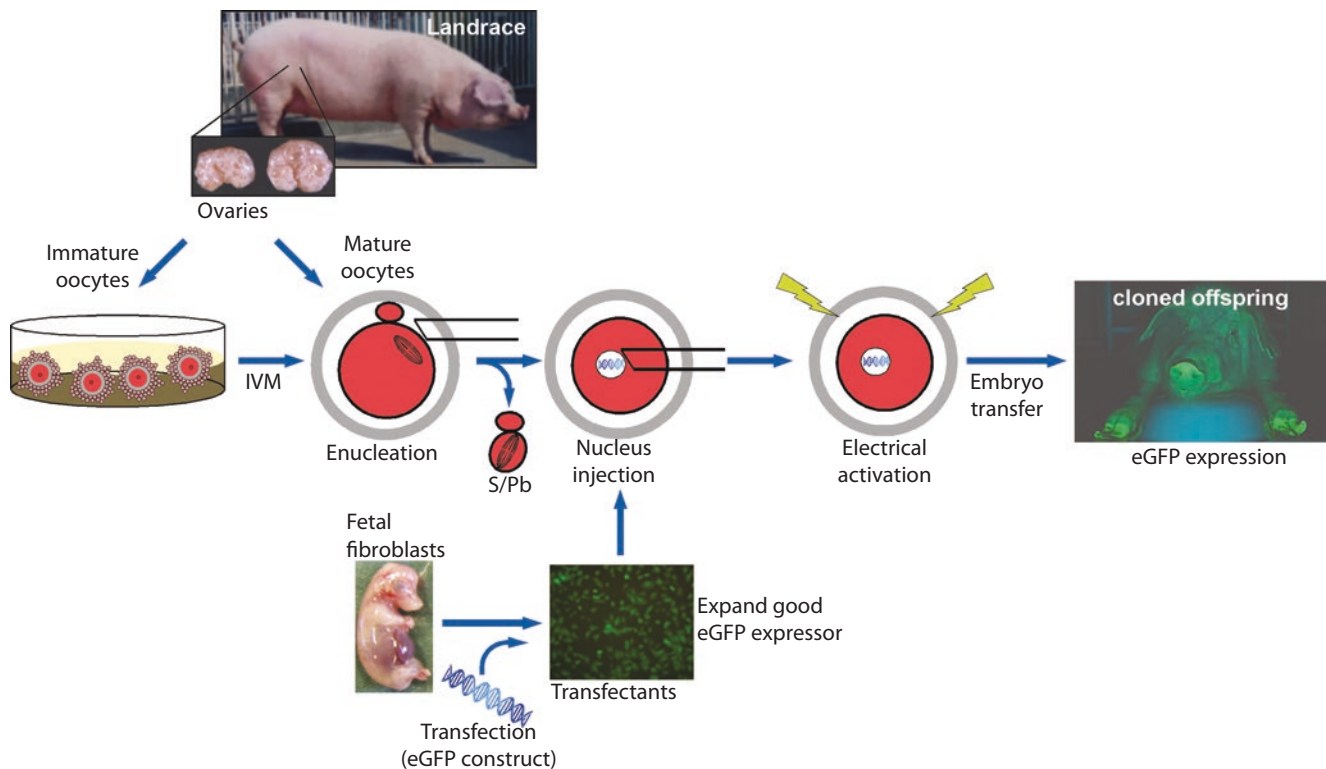 Landrace
Ovaries
Immature
oocytes
Mature
oocytes
IVM
Enucleation
S/Pb
Nucleus
injection
Electrical
activation
Embryo
transfer
cloned offspring
eGFP expression
Fetal
fibroblasts
Expand good
eGFP expressor
Transfectants
Transfection
(eGFP construct)